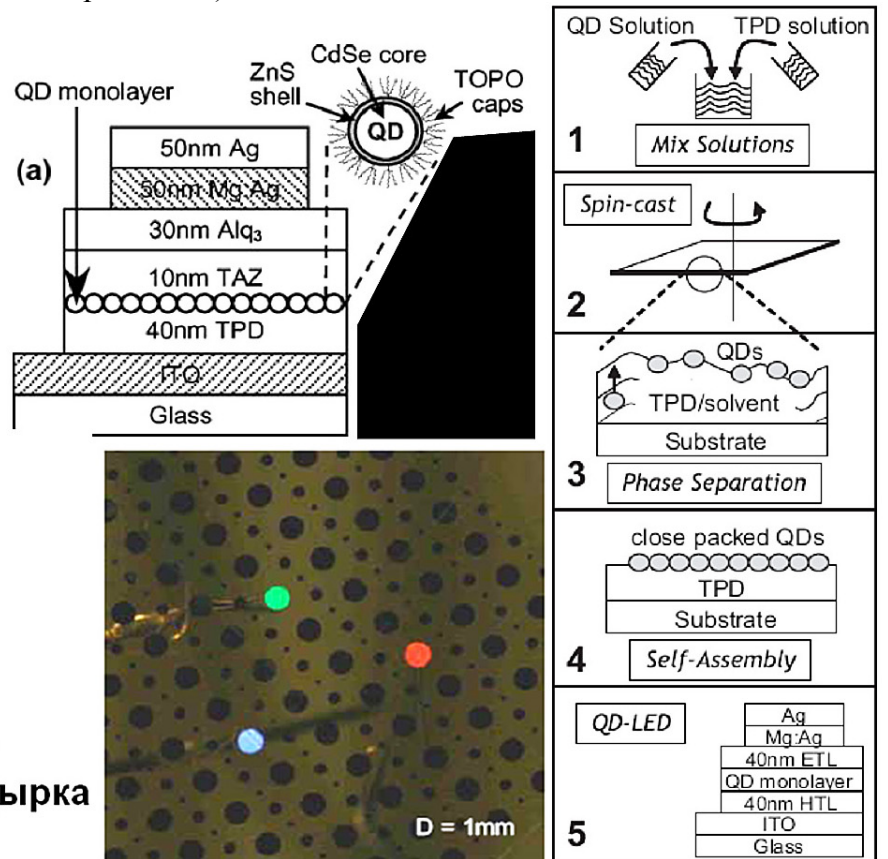 CdSe core
ZnS
shell
QD monolayer
TOPO
caps
QD
(a)
50nm Ag
50nm Mg:Ag
30nm Alq₃
10nm TAZ
40nm TPD
ITO
Glass
ырка
D = 1mm
QD Solution TPD solution
1 Mix Solutions
Spin-cast
2
QDs
TPD/solvent
Substrate
3 Phase Separation
close packed QDs
TPD
Substrate
4 Self-Assembly
QD-LED
Ag
Mg:Ag
40nm ETL
QD monolayer
40nm HTL
ITO
Glass
5